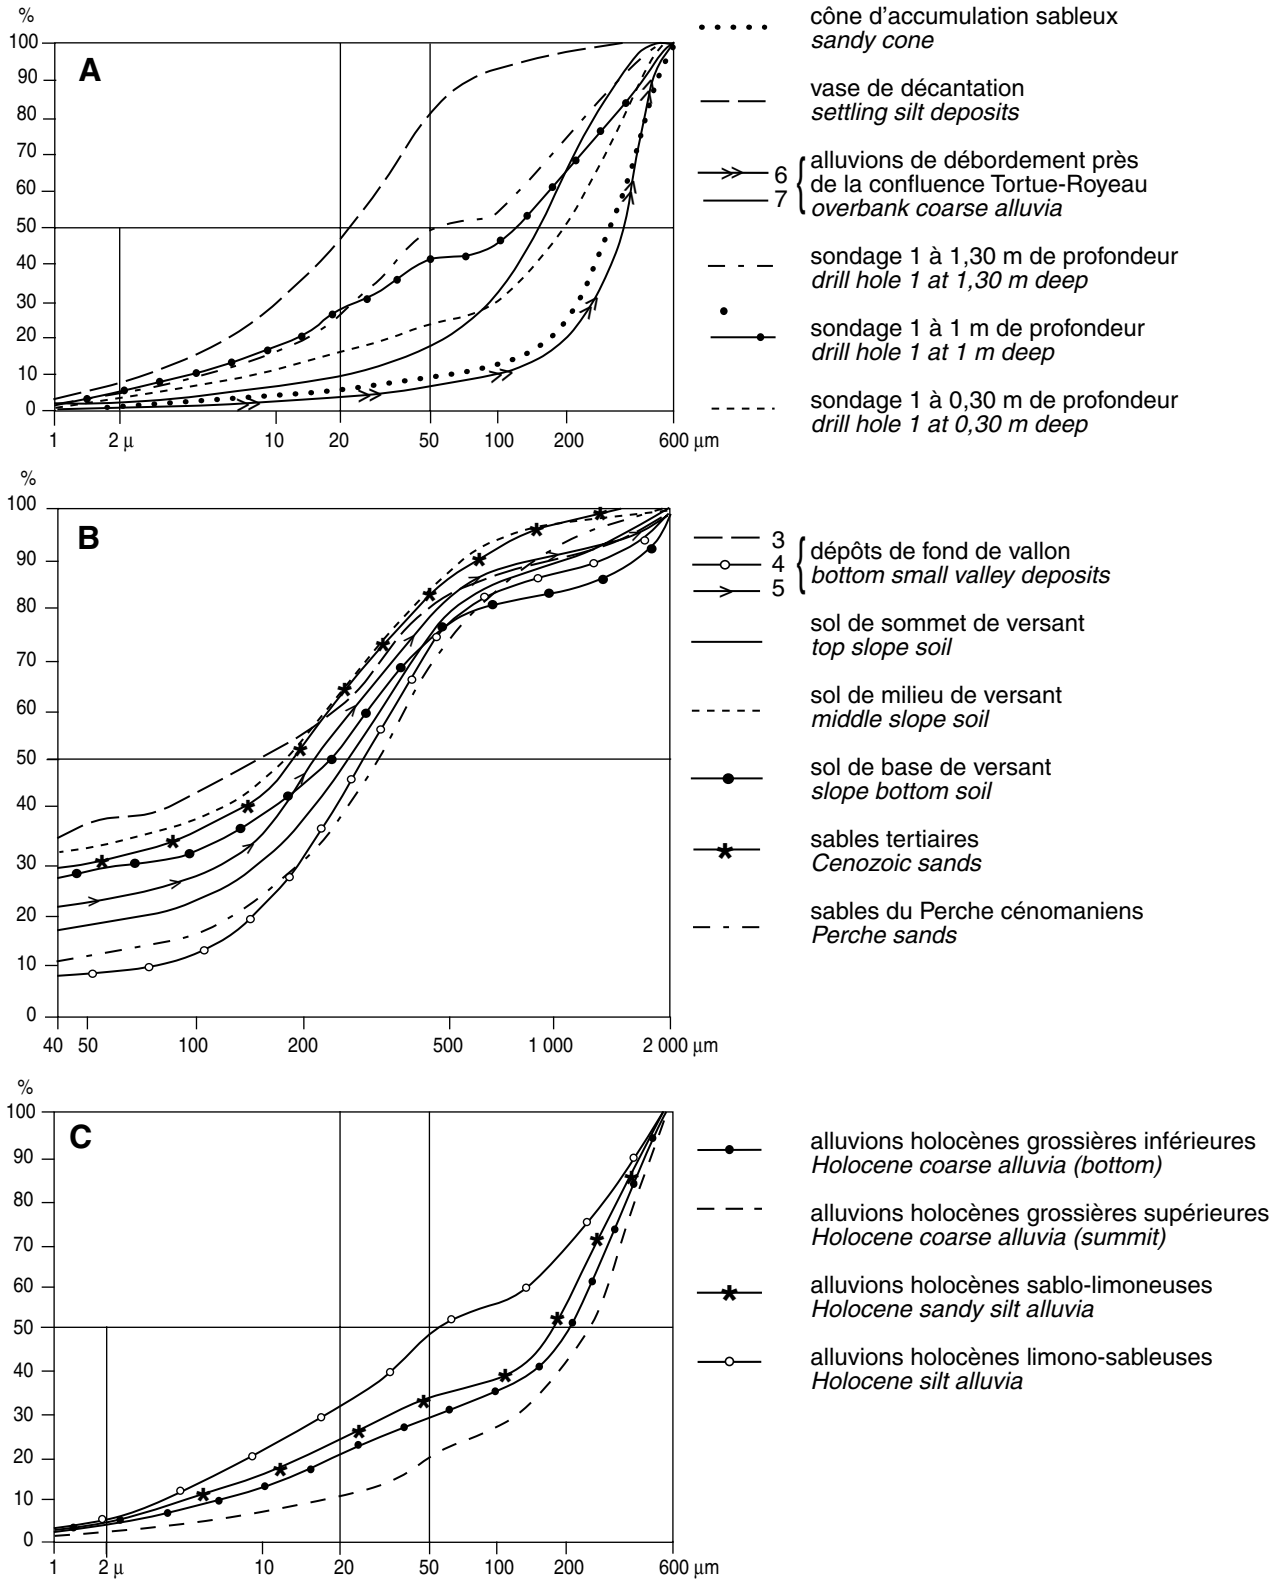 %
100
90
80
70
60
50
40
30
20
10
0
A
1 2 μ 10 20 50 100 200 600 μm
cône d'accumulation sableux
sandy cone
vase de décantation
settling silt deposits
6
7
alluvions de débordement près
de la confluence Tortue-Royeau
overbank coarse alluvia
sondage 1 à 1,30 m de profondeur
drill hole 1 at 1,30 m deep
sondage 1 à 1 m de profondeur
drill hole 1 at 1 m deep
sondage 1 à 0,30 m de profondeur
drill hole 1 at 0,30 m deep
%
100
90
80
70
60
50
40
30
20
10
0
B
40 50 100 200 500 1 000 2 000 μm
3
4
5
dépôts de fond de vallon
bottom small valley deposits
sol de sommet de versant
top slope soil
sol de milieu de versant
middle slope soil
sol de base de versant
slope bottom soil
sables tertiaires
Cenozoic sands
sables du Perche cénomaniens
Perche sands
%
100
90
80
70
60
50
40
30
20
10
0
C
1 2 μ 10 20 50 100 200 600 μm
alluvions holocènes grossières inférieures
Holocene coarse alluvia (bottom)
alluvions holocènes grossières supérieures
Holocene coarse alluvia (summit)
alluvions holocènes sablo-limoneuses
Holocene sandy silt alluvia
alluvions holocènes limono-sableuses
Holocene silt alluvia